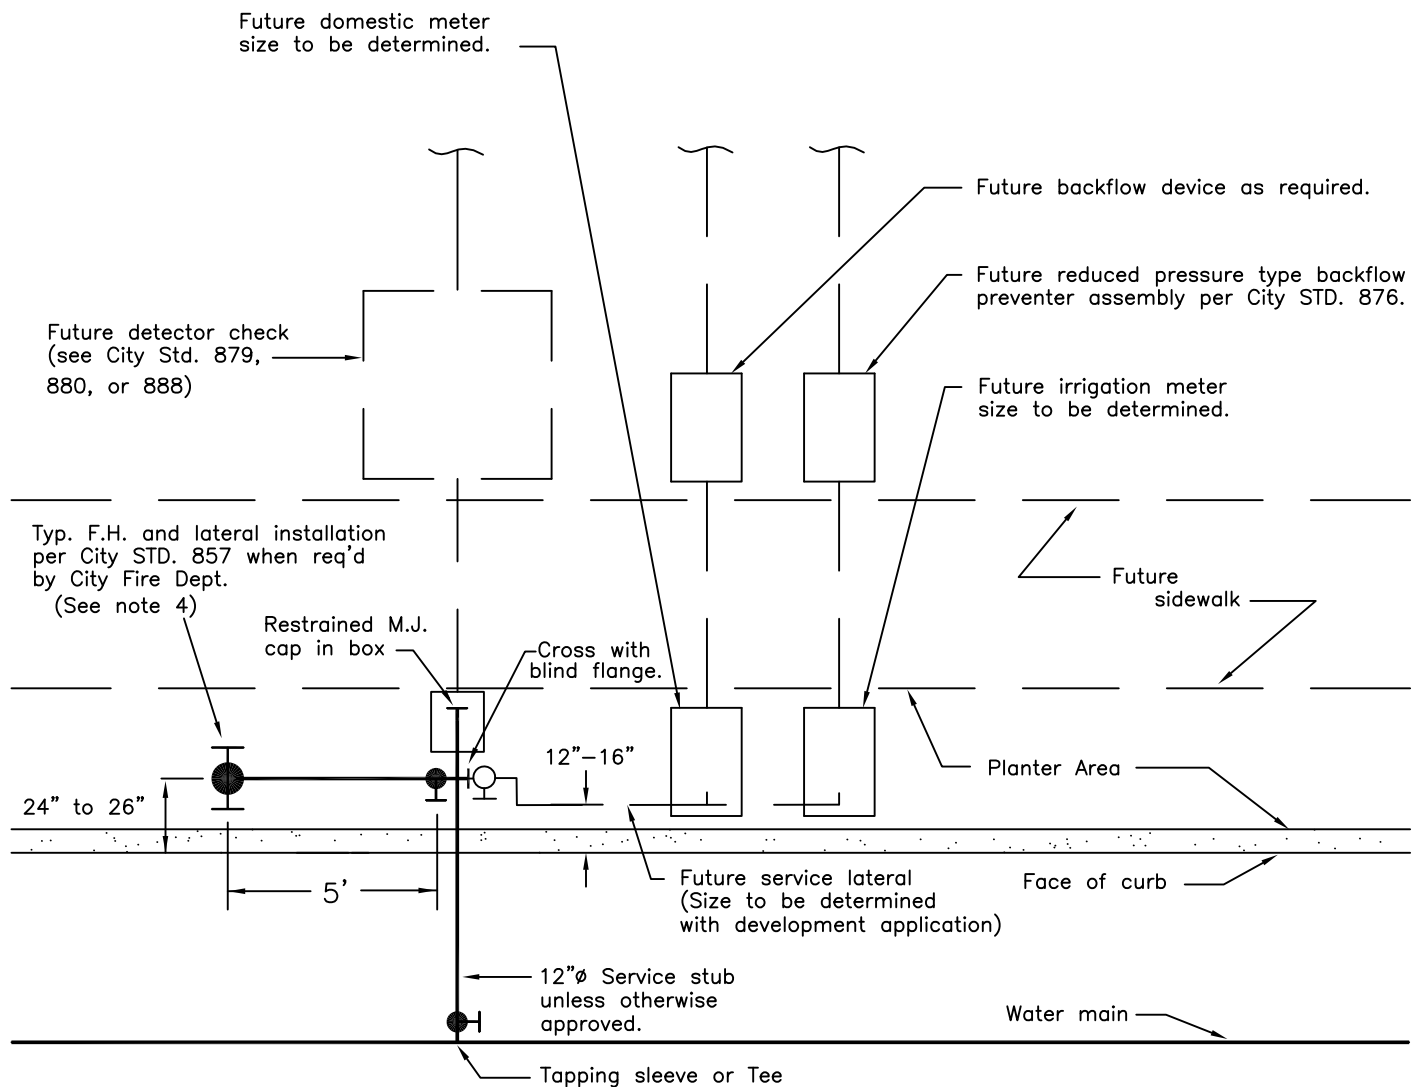 Future domestic meter
size to be determined.
Future backflow device as required.
Future reduced pressure type backflow
preventer assembly per City STD. 876.
Future detector check
(see City Std. 879,
880, or 888)
Future irrigation meter
size to be determined.
Typ. F.H. and lateral installation
per City STD. 857 when req'd
by City Fire Dept.
(See note 4)
Future
sidewalk
Restrained M.J.
cap in box
Cross with
blind flange.
12"-16"
Planter Area
24" to 26"
5'
Future service lateral
(Size to be determined
with development application)
Face of curb
12"ø Service stub
unless otherwise
approved.
Water main
Tapping sleeve or Tee